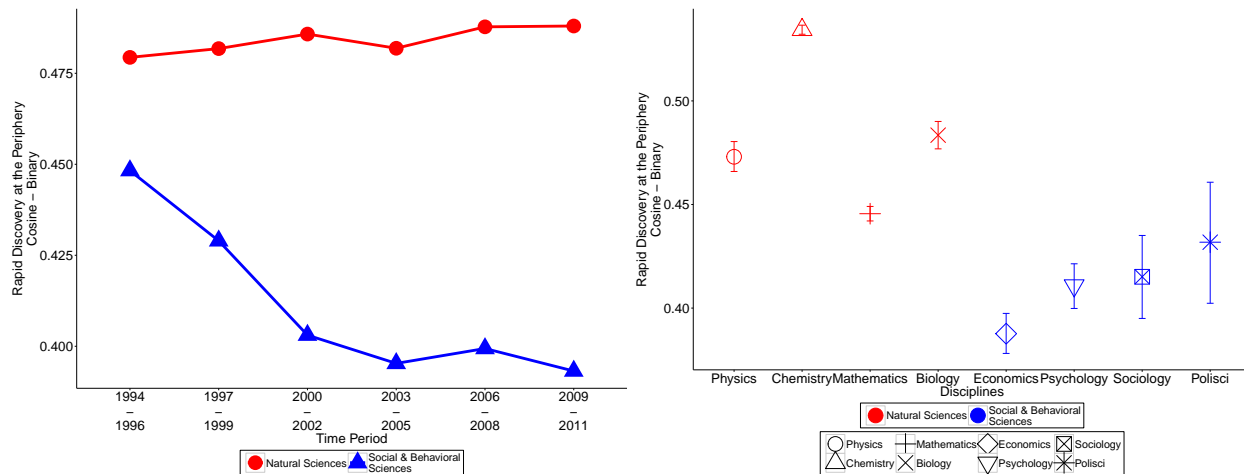 Rapid Discovery at the Periphery
Cosine – Binary
0.475
0.450
0.425
0.400
1994 – 1996
1997 – 1999
2000 – 2002
2003 – 2005
2006 – 2008
2009 – 2011
Time Period
Natural Sciences
Social & Behavioral
Sciences
Rapid Discovery at the Periphery
Cosine – Binary
0.50
0.45
0.40
Physics Chemistry Mathematics Biology Economics Psychology Sociology Polisci
Disciplines
Natural Sciences
Social & Behavioral
Sciences
Physics Mathematics Economics Sociology
Chemistry Biology Psychology Polisci